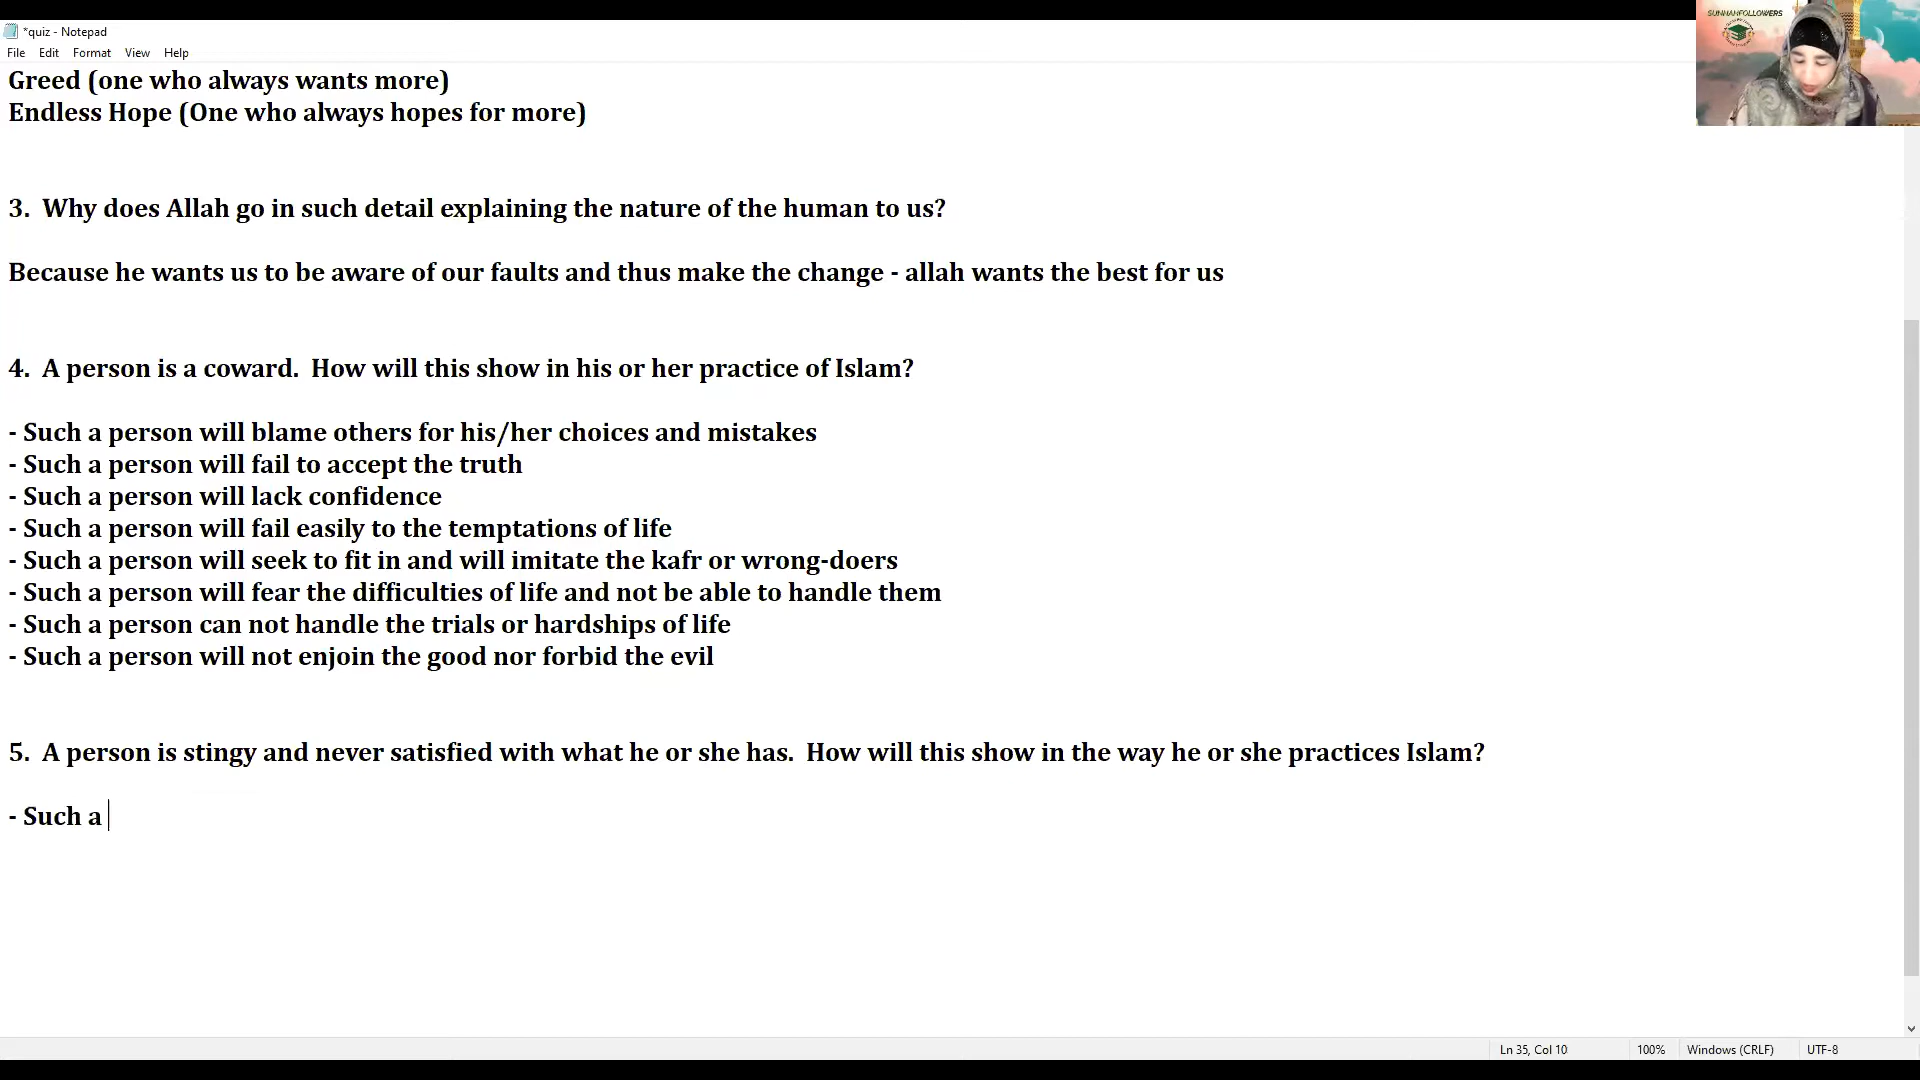 *quiz - Notepad
File Edit Format View Help
SUNNAHFOLLOWERS
Greed (one who always wants more)
Endless Hope (One who always hopes for more)
3.  Why does Allah go in such detail explaining the nature of the human to us?
Because he wants us to be aware of our faults and thus make the change - allah wants the best for us
4.  A person is a coward.  How will this show in his or her practice of Islam?
- Such a person will blame others for his/her choices and mistakes
- Such a person will fail to accept the truth
- Such a person will lack confidence
- Such a person will fail easily to the temptations of life
- Such a person will seek to fit in and will imitate the kafr or wrong-doers
- Such a person will fear the difficulties of life and not be able to handle them
- Such a person can not handle the trials or hardships of life
- Such a person will not enjoin the good nor forbid the evil
5.  A person is stingy and never satisfied with what he or she has.  How will this show in the way he or she practices Islam?
- Such a
Ln 35, Col 10 100% Windows (CRLF) UTF-8